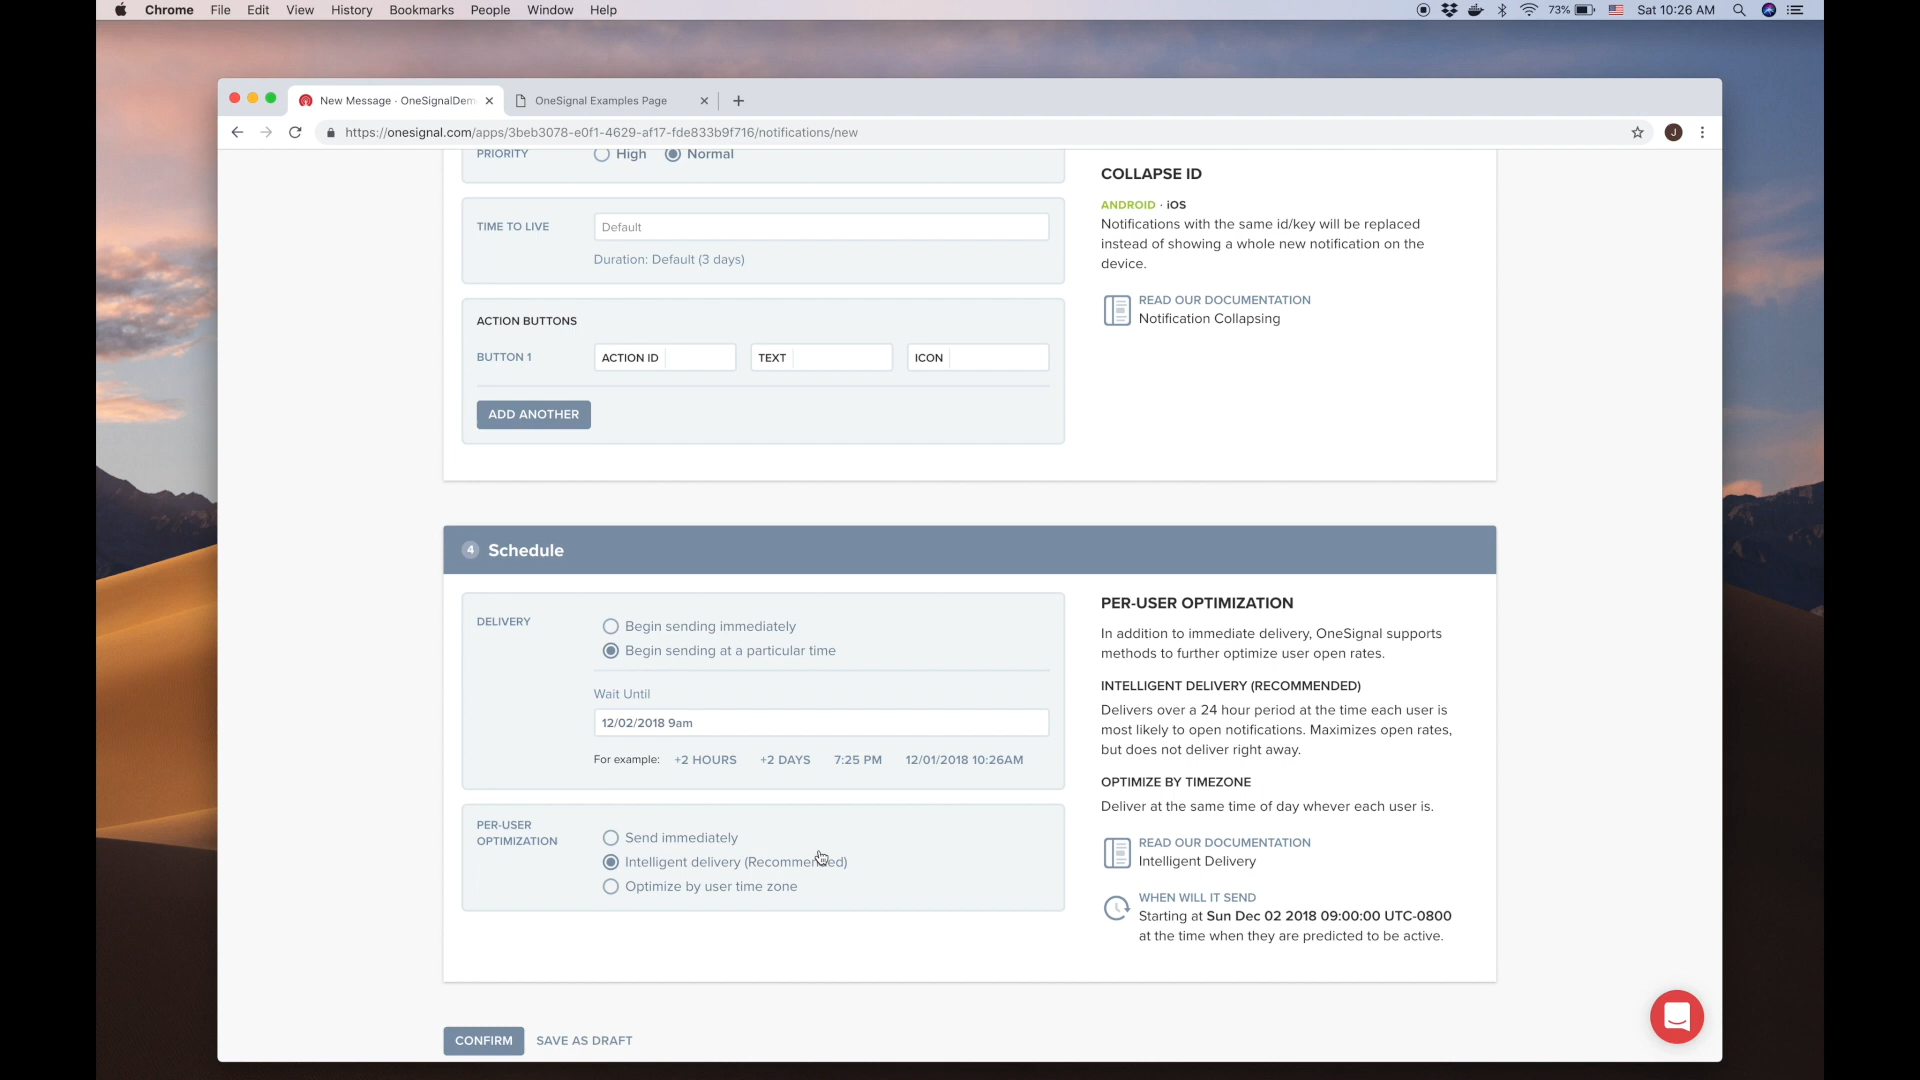 Chrome File Edit View History Bookmarks People Window Help 73% Sat 10:26 AM
New Message - OneSignalDem OneSignal Examples Page
https://onesignal.com/apps/3beb3078-e0f1-4629-af17-fde833b9f716/notifications/new J
PRIORITY High Normal
TIME TO LIVE Default
Duration: Default (3 days)
ACTION BUTTONS
BUTTON 1 ACTION ID TEXT ICON
ADD ANOTHER
COLLAPSE ID
ANDROID · iOS
Notifications with the same id/key will be replaced
instead of showing a whole new notification on the
device.
READ OUR DOCUMENTATION
Notification Collapsing
4 Schedule
DELIVERY
Begin sending immediately
Begin sending at a particular time
Wait Until
12/02/2018 9am
For example: +2 HOURS +2 DAYS 7:25 PM 12/01/2018 10:26AM
PER-USER
OPTIMIZATION
Send immediately
Intelligent delivery (Recommended)
Optimize by user time zone
PER-USER OPTIMIZATION
In addition to immediate delivery, OneSignal supports
methods to further optimize user open rates.
INTELLIGENT DELIVERY (RECOMMENDED)
Delivers over a 24 hour period at the time each user is
most likely to open notifications. Maximizes open rates,
but does not deliver right away.
OPTIMIZE BY TIMEZONE
Deliver at the same time of day whever each user is.
READ OUR DOCUMENTATION
Intelligent Delivery
WHEN WILL IT SEND
Starting at Sun Dec 02 2018 09:00:00 UTC-0800
at the time when they are predicted to be active.
CONFIRM SAVE AS DRAFT